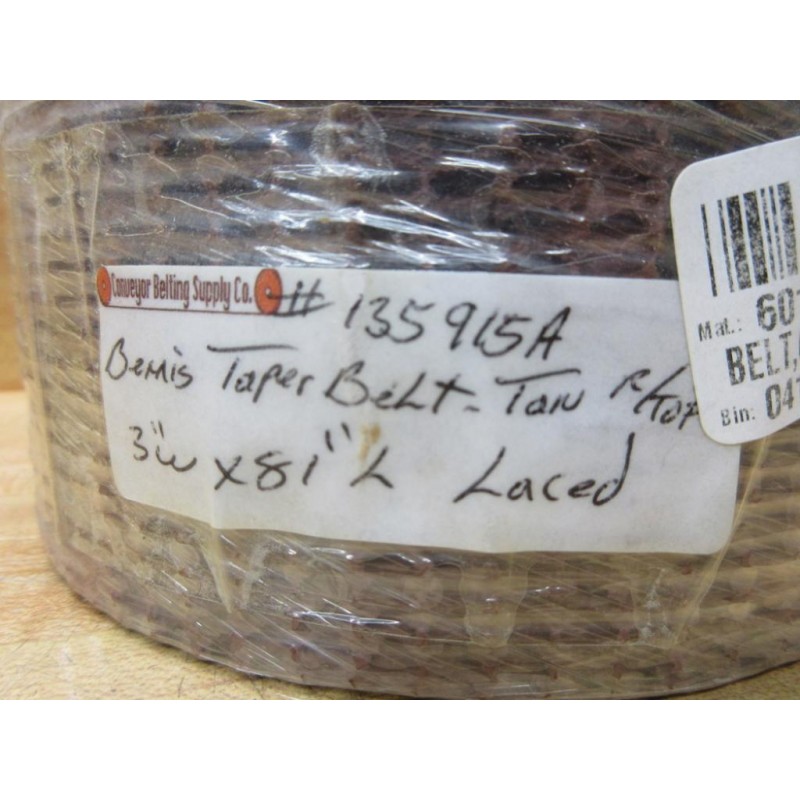 Conveyor Belting Supply Co.
# 135915A
Bemis Taper Belt - Tan R/Top
3"w x 81" L Laced
Mat.: 60
BELT,
Bin: 04